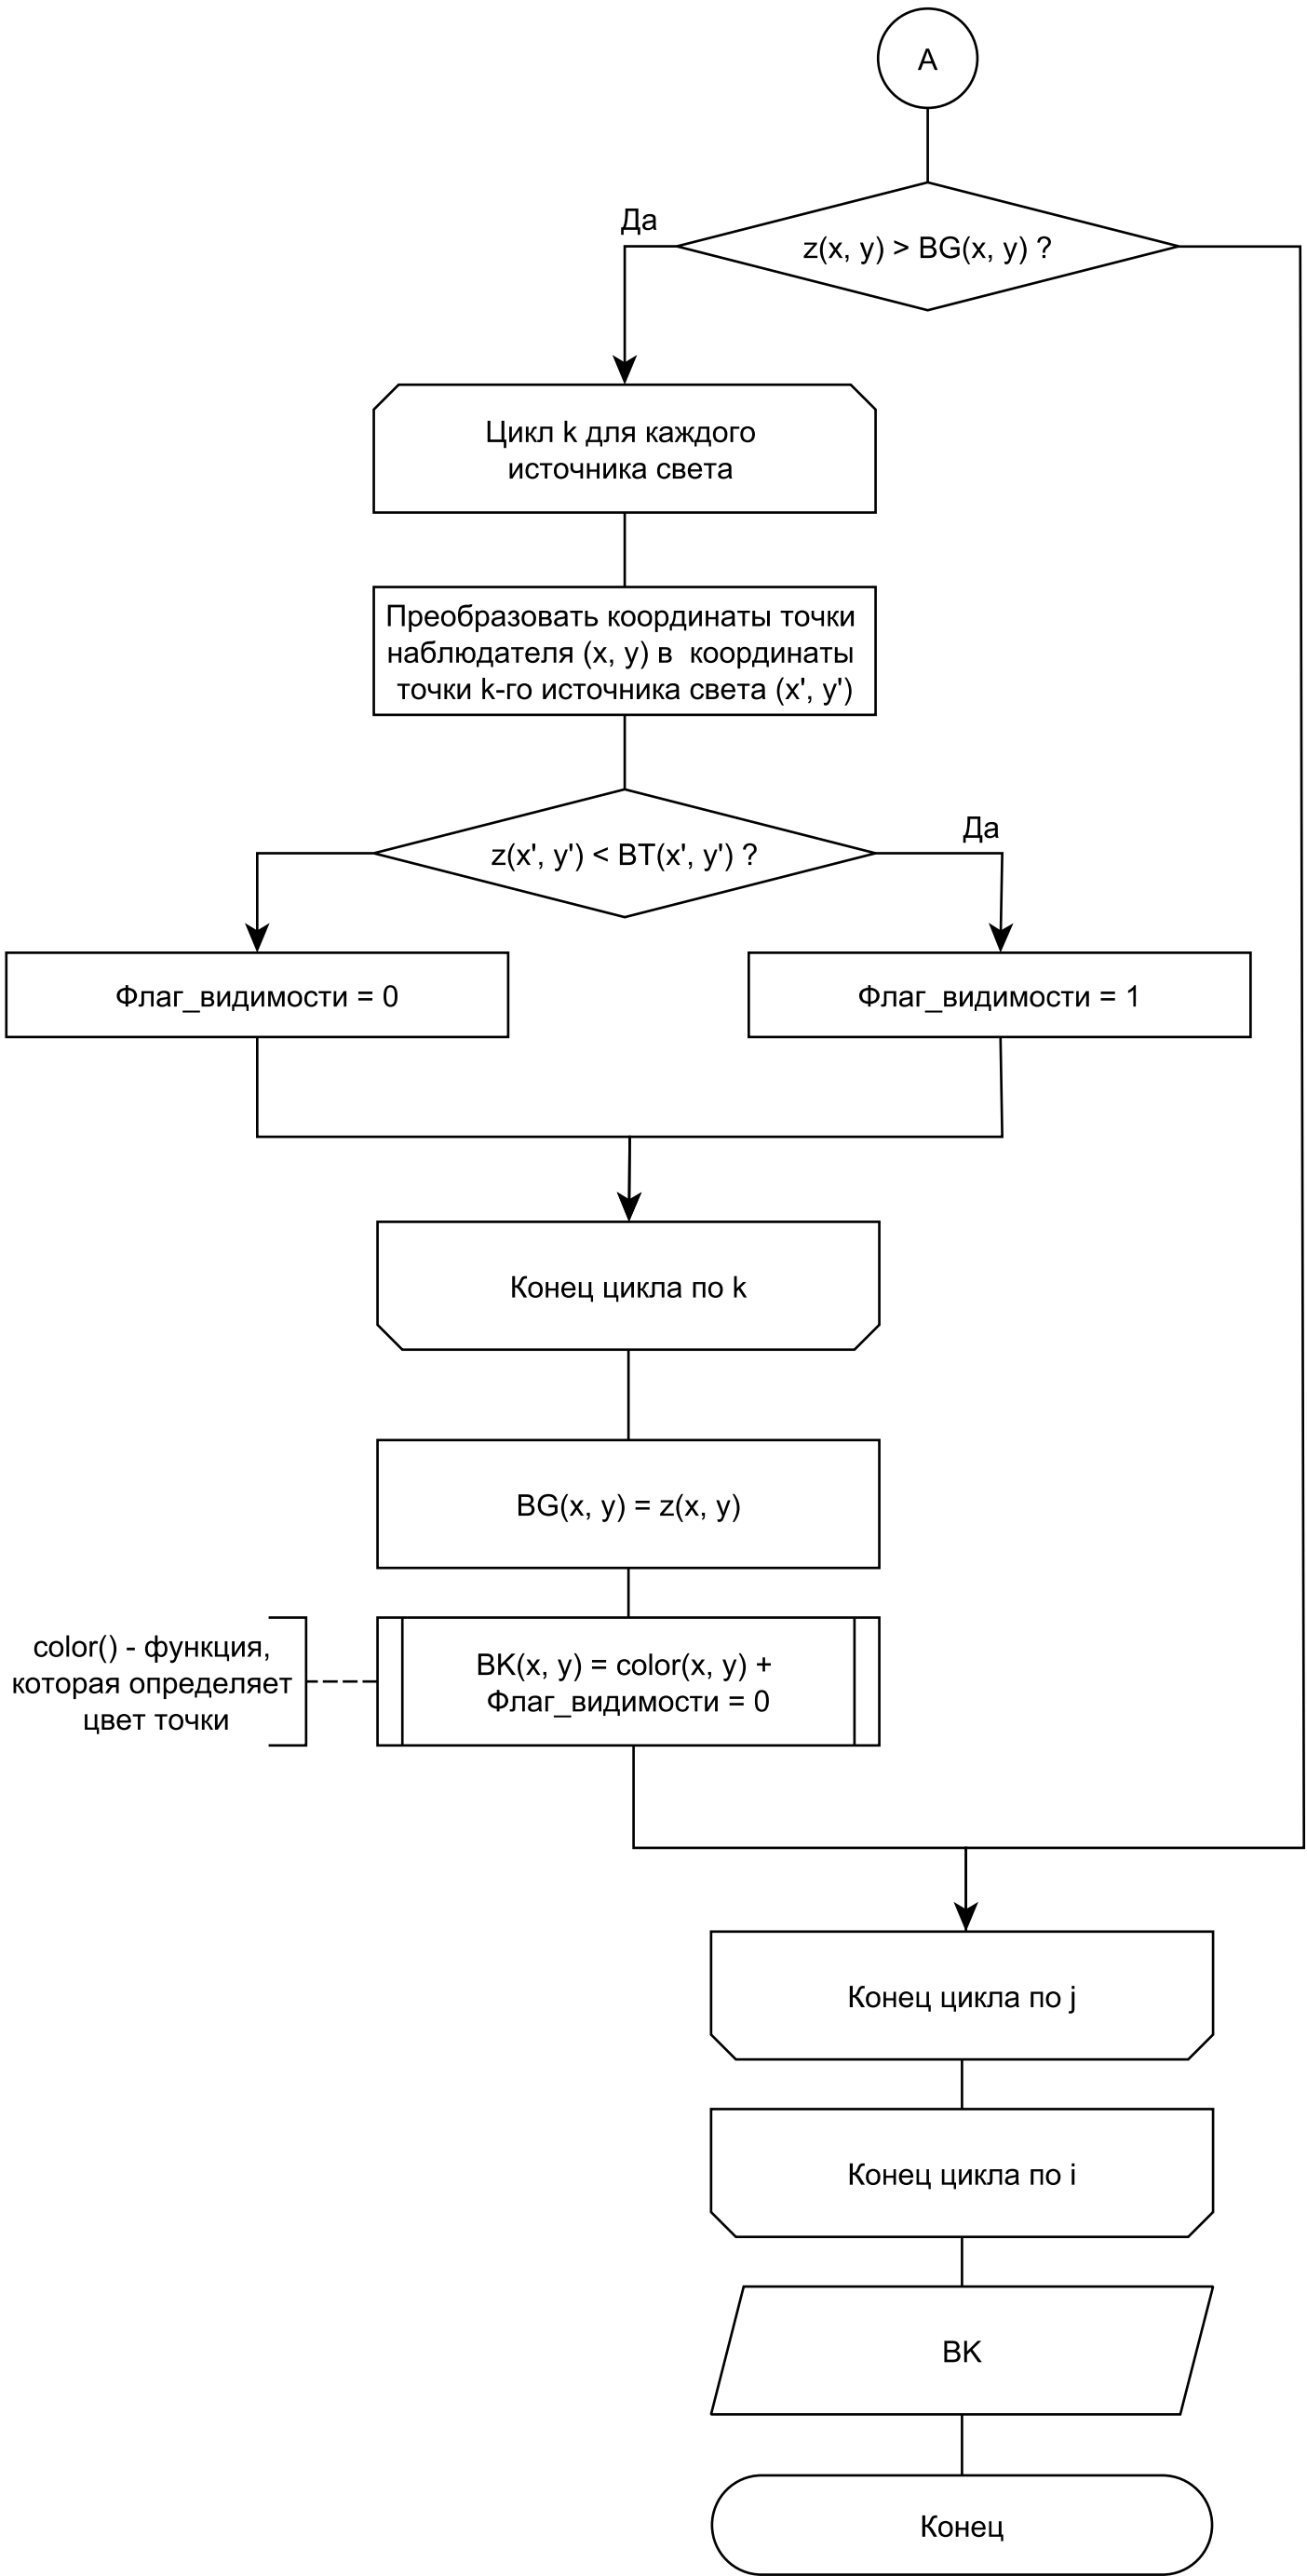 A
Да
z(x, y) > BG(x, y) ?
Цикл k для каждого
источника света
Преобразовать координаты точки
наблюдателя (x, y) в  координаты
точки k-го источника света (x', y')
Да
z(x', y') < BT(x', y') ?
Флаг_видимости = 0
Флаг_видимости = 1
Конец цикла по k
BG(x, y) = z(x, y)
color() - функция,
которая определяет
цвет точки
BK(x, y) = color(x, y) +
Флаг_видимости = 0
Конец цикла по j
Конец цикла по i
BK
Конец